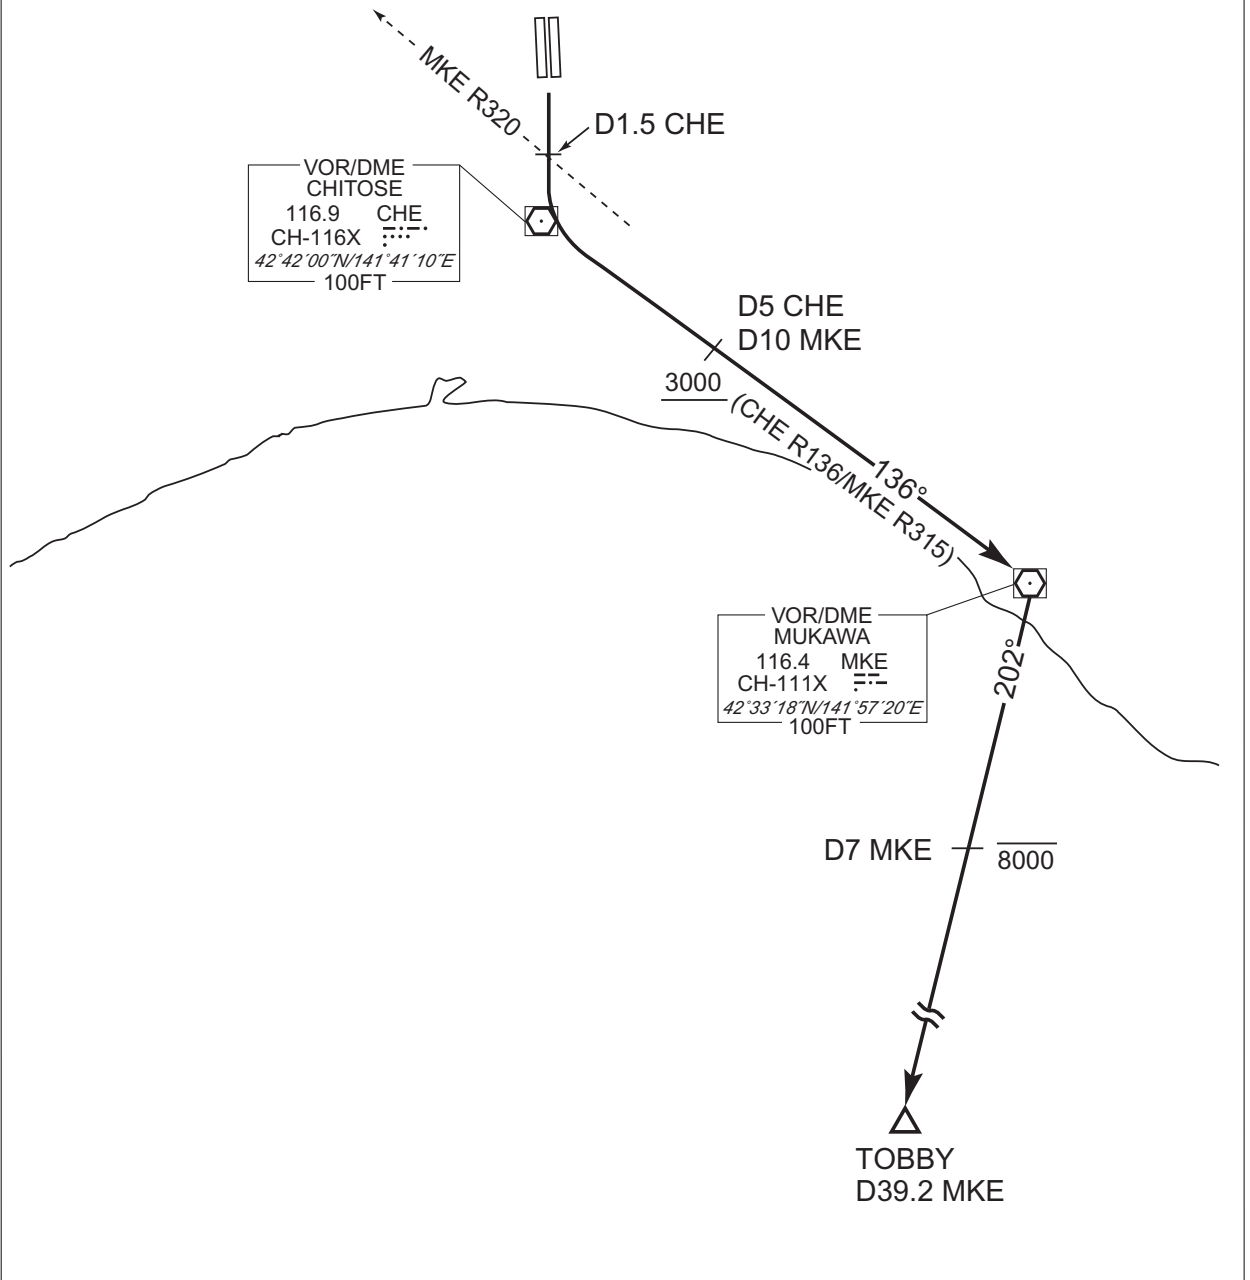 MKE R320
D1.5 CHE
VOR/DME
CHITOSE
116.9 CHE
CH-116X
42°42′00″N/141°41′10″E
100FT
D5 CHE
D10 MKE
3000
(CHE R136/MKE R315)
136°
VOR/DME
MUKAWA
116.4 MKE
CH-111X
42°33′18″N/141°57′20″E
100FT
202°
D7 MKE
8000
TOBBY
D39.2 MKE